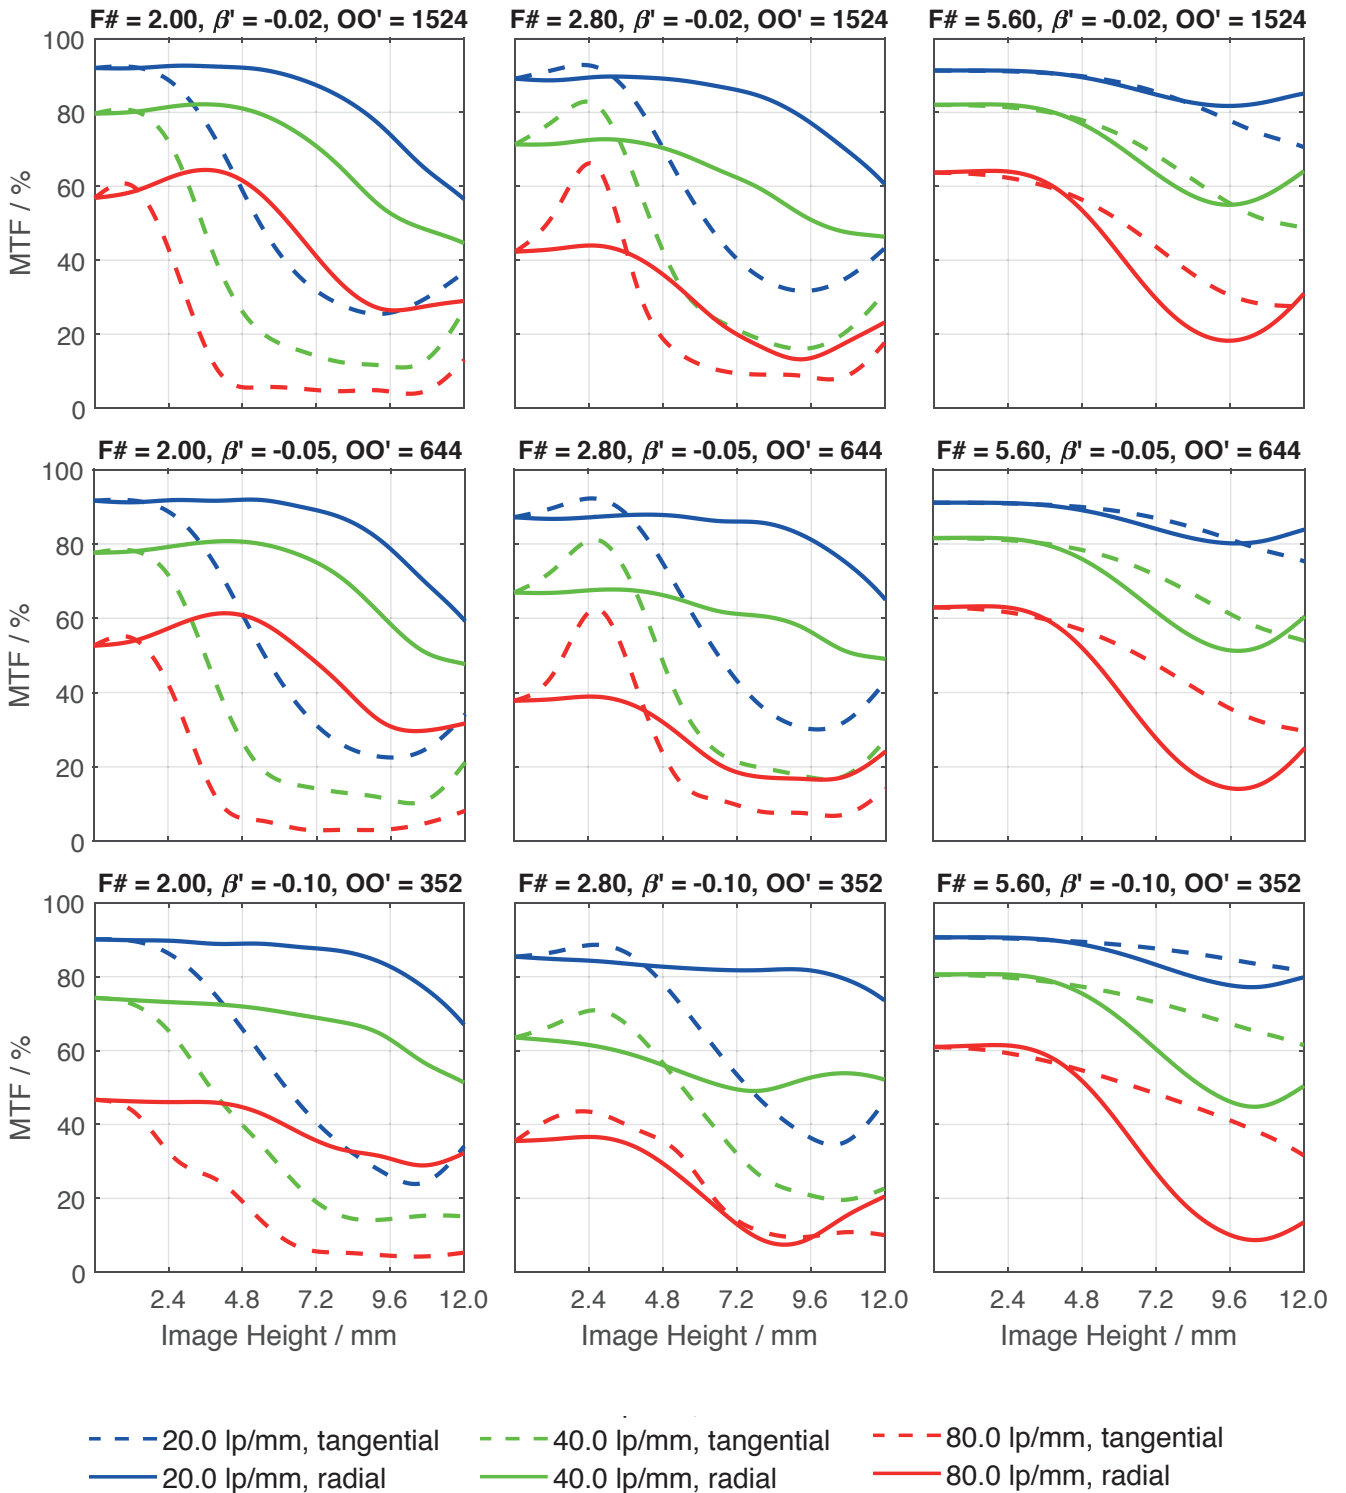 F# = 2.00, β' = -0.02, OO' = 1524
F# = 2.80, β' = -0.02, OO' = 1524
F# = 5.60, β' = -0.02, OO' = 1524
100
80
60
40
20
0
MTF / %
F# = 2.00, β' = -0.05, OO' = 644
F# = 2.80, β' = -0.05, OO' = 644
F# = 5.60, β' = -0.05, OO' = 644
100
80
60
40
20
0
MTF / %
F# = 2.00, β' = -0.10, OO' = 352
F# = 2.80, β' = -0.10, OO' = 352
F# = 5.60, β' = -0.10, OO' = 352
100
80
60
40
20
0
MTF / %
2.4 4.8 7.2 9.6 12.0
2.4 4.8 7.2 9.6 12.0
2.4 4.8 7.2 9.6 12.0
Image Height / mm
Image Height / mm
Image Height / mm
20.0 lp/mm, tangential
40.0 lp/mm, tangential
80.0 lp/mm, tangential
20.0 lp/mm, radial
40.0 lp/mm, radial
80.0 lp/mm, radial